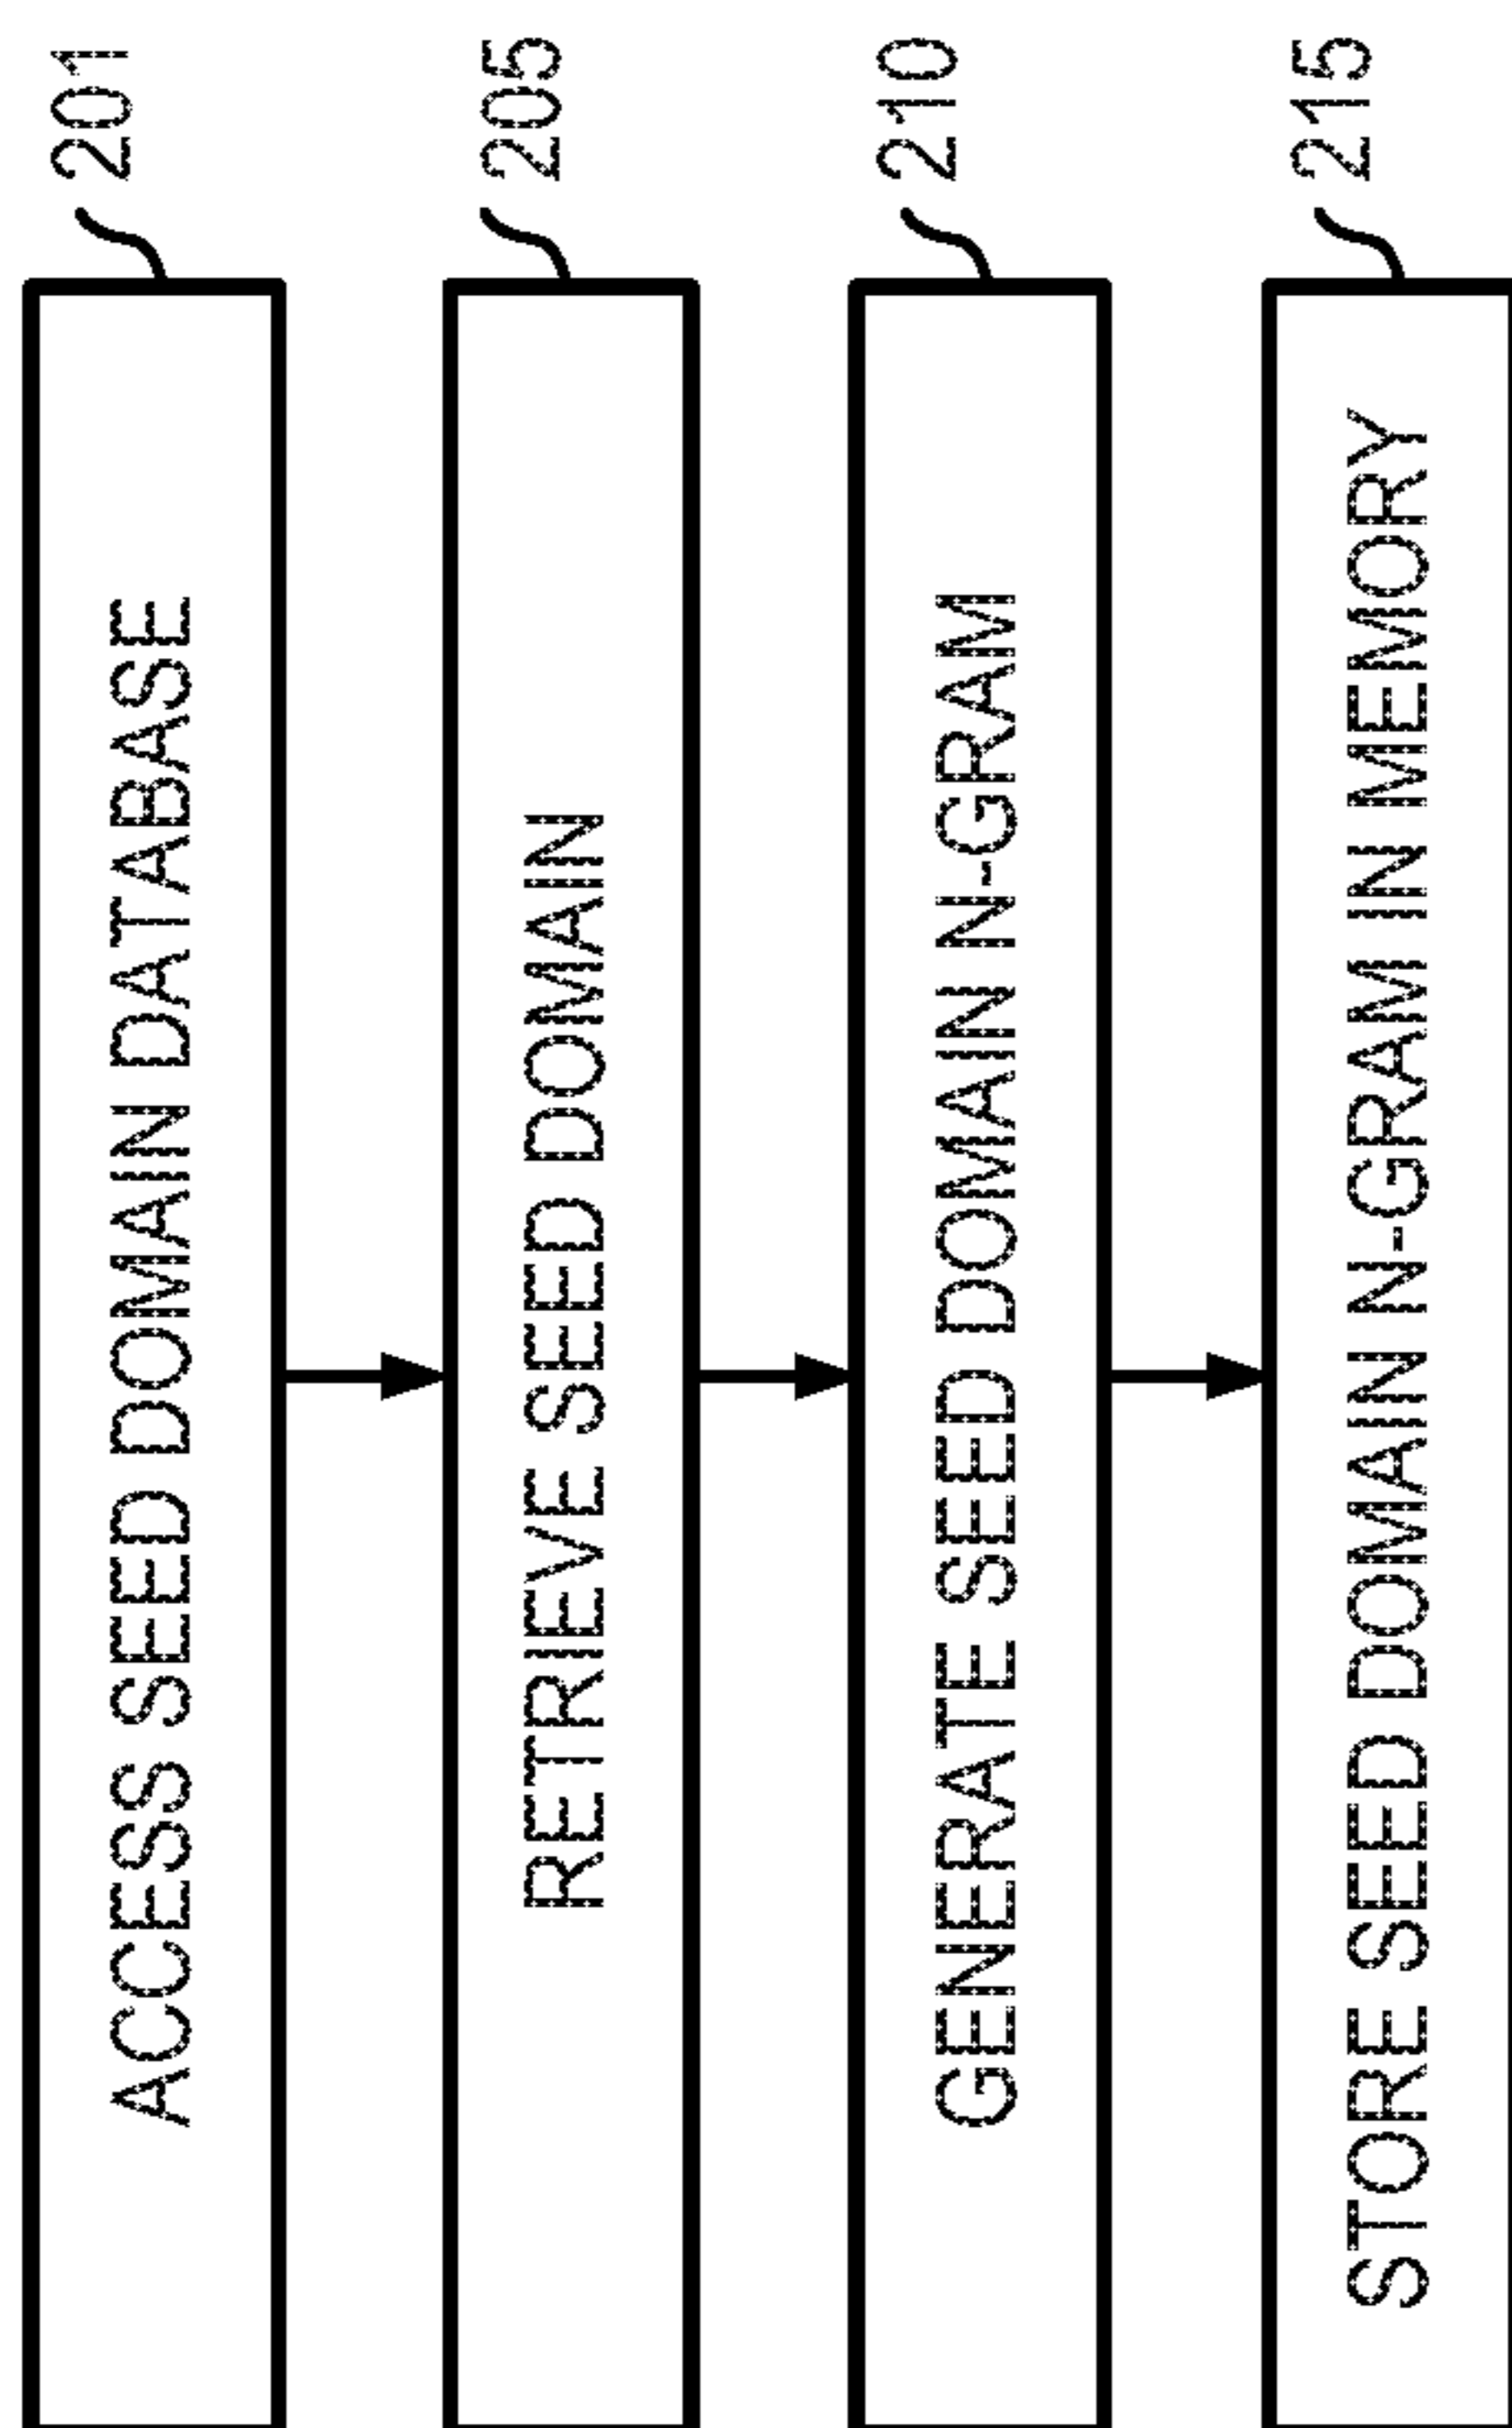 201
ACCESS SEED DOMAIN DATABASE
205
RETRIEVE SEED DOMAIN
210
GENERATE SEED DOMAIN N-GRAM
215
STORE SEED DOMAIN N-GRAM IN MEMORY